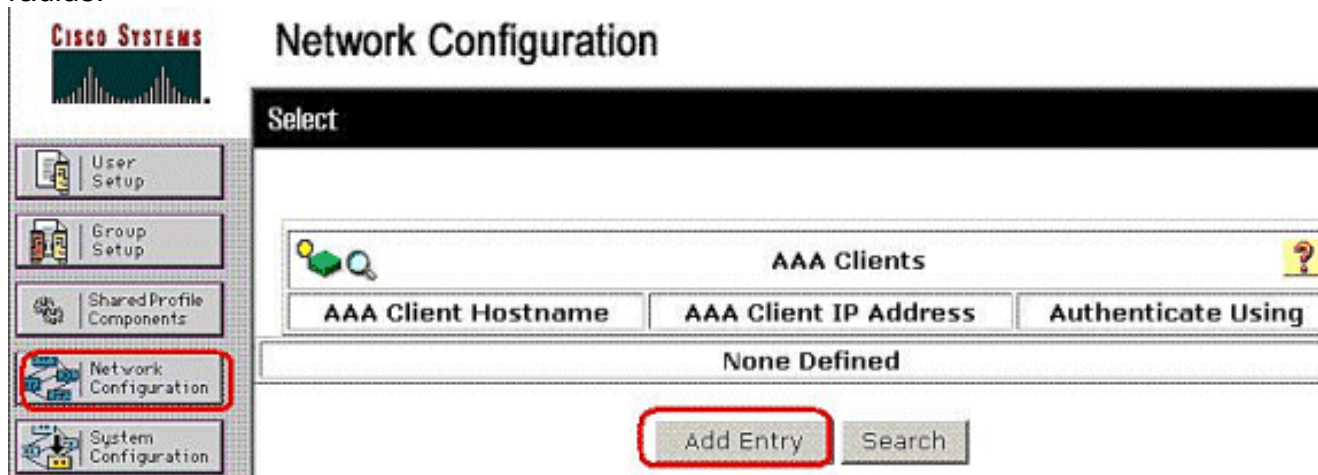 radius.
CISCO SYSTEMS
Network Configuration
Select
User
Setup
Group
Setup
Shared Profile
Components
Network
Configuration
System
Configuration
AAA Clients
?
AAA Client Hostname
AAA Client IP Address
Authenticate Using
None Defined
Add Entry
Search